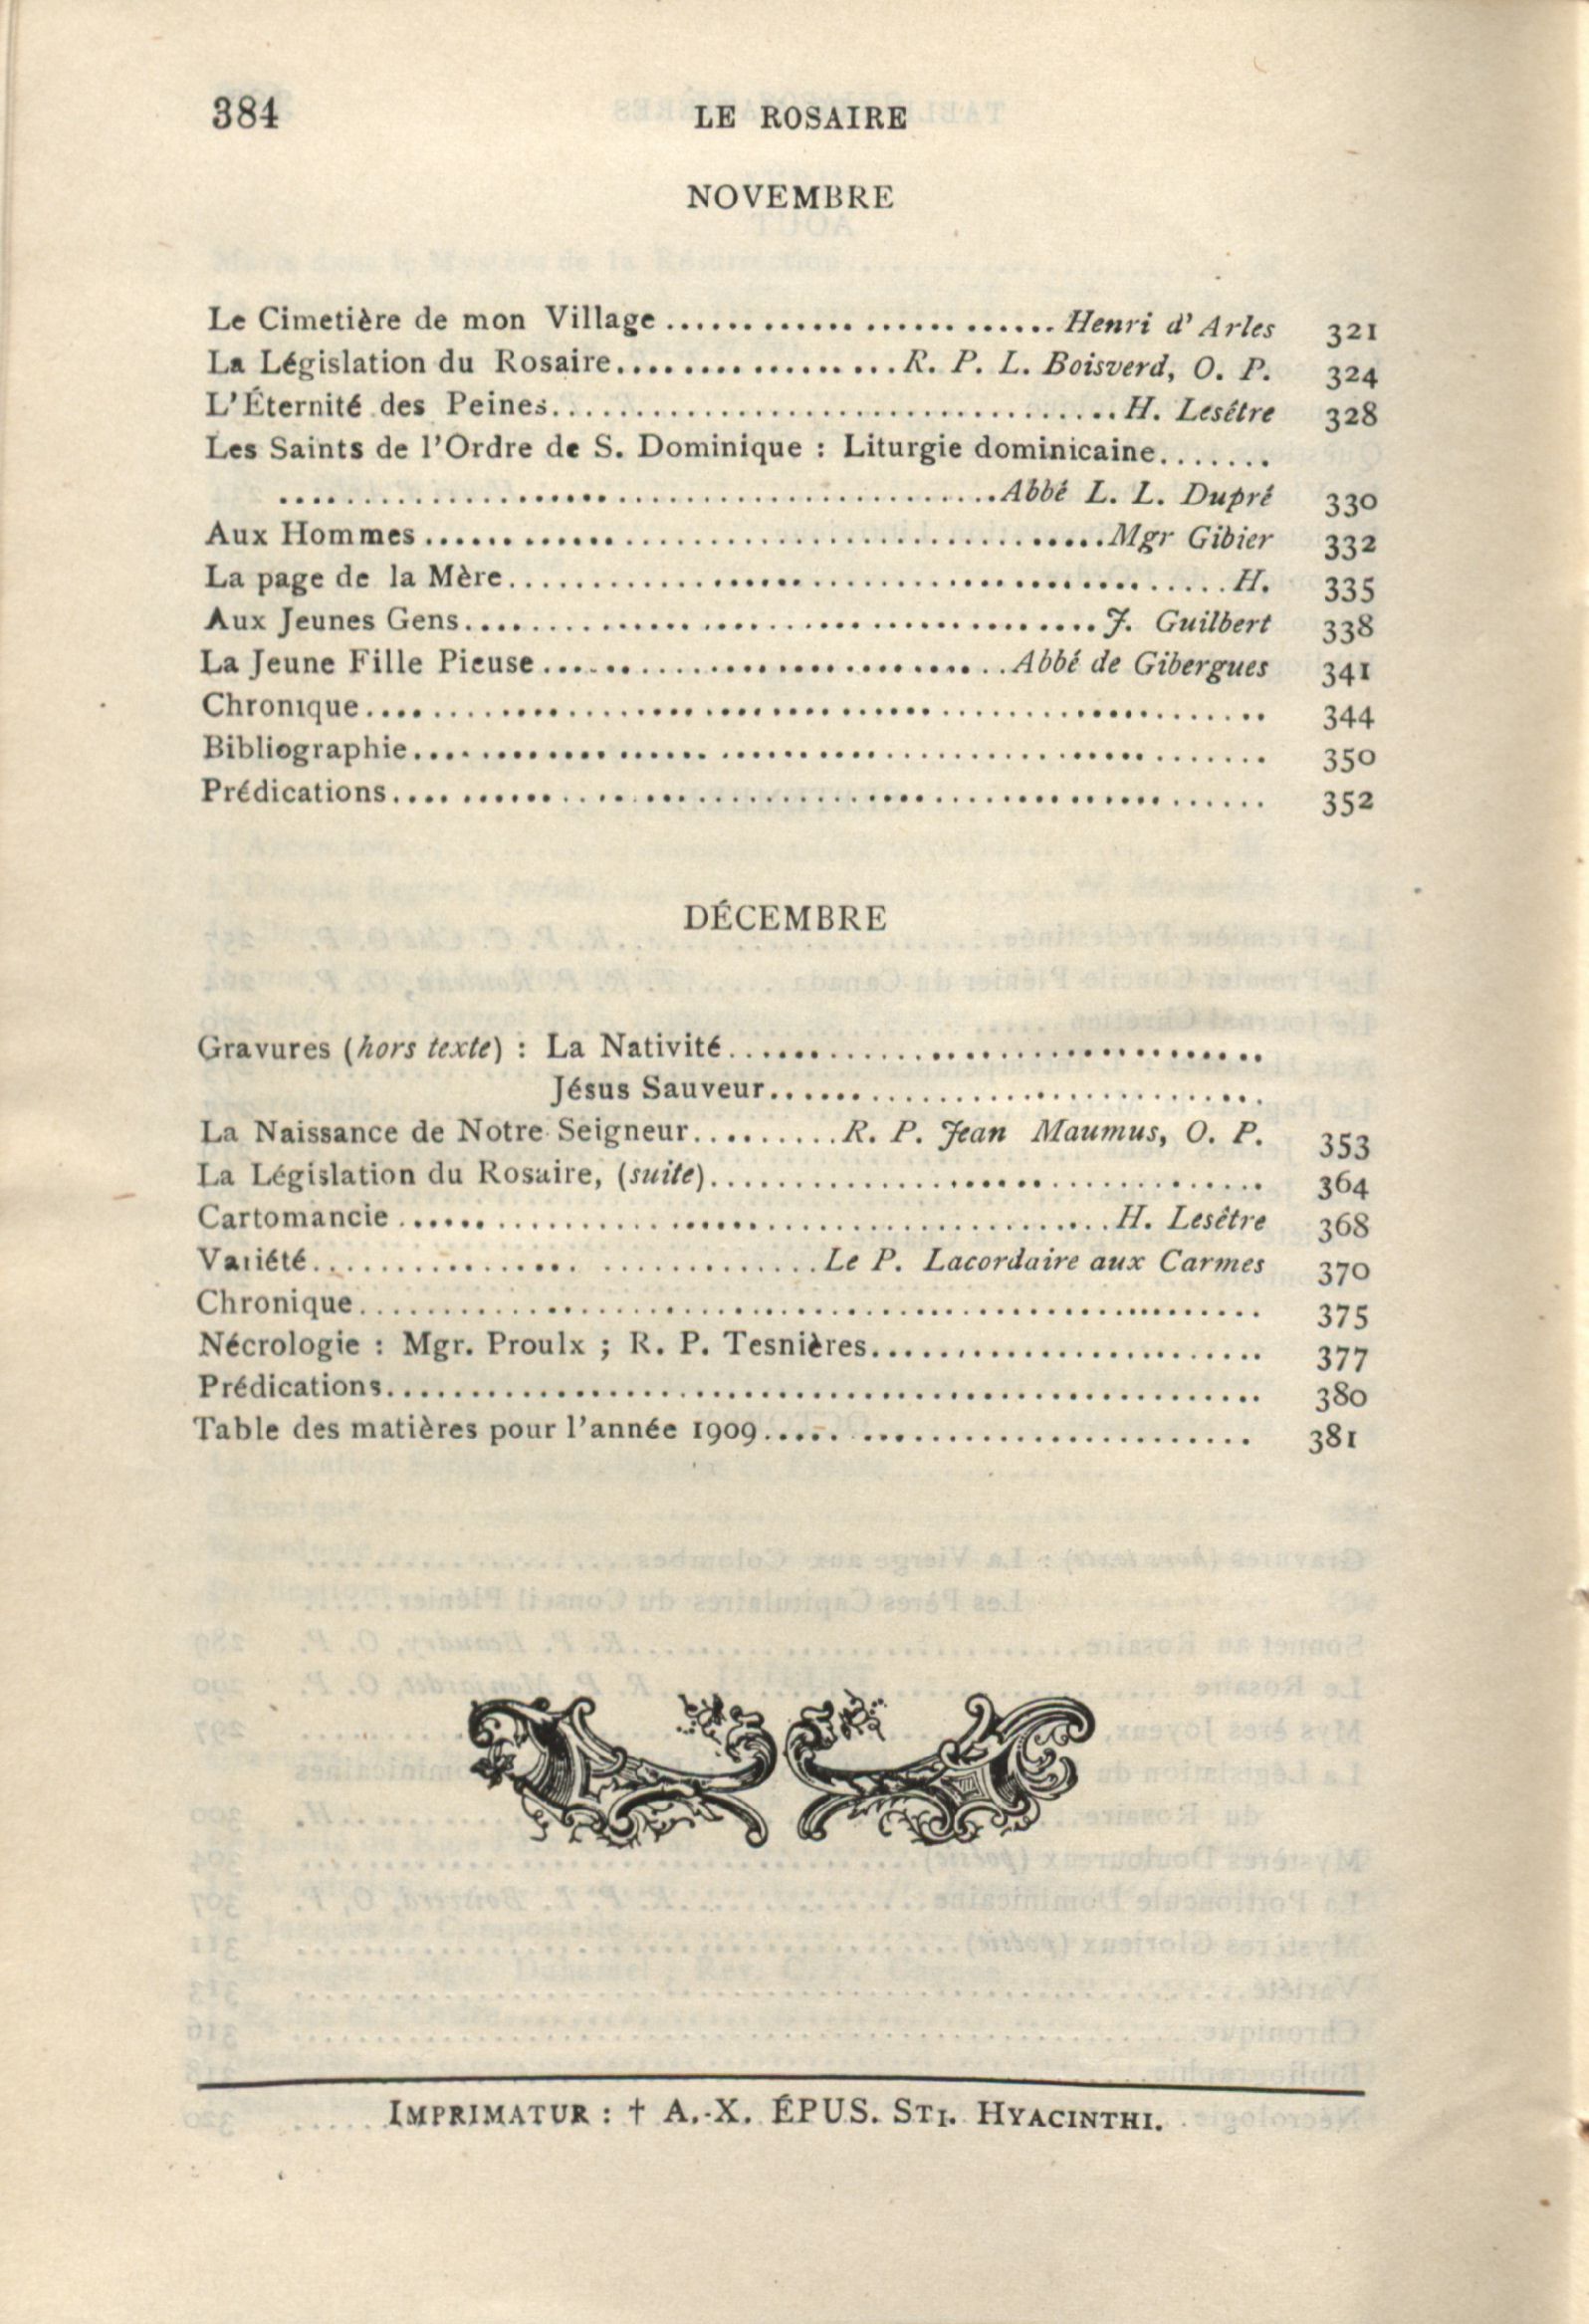 384
LE ROSAIRE
NOVEMBRE
Le Cimetière de mon Village .................................. Henri d'Arles 321
La Législation du Rosaire..................R. P. L. Boisverd, O. P. 324
L'Éternité des Peines...................................H. Lesêtre 328
Les Saints de l'Ordre de S. Dominique : Liturgie dominicaine.......
............................................Abbé L. L. Dupré 330
Aux Hommes ..........................................Mgr Gibier 332
La page de la Mère.............................................H. 335
Aux Jeunes Gens........................................J. Guilbert 338
La Jeune Fille Pieuse..............................Abbé de Gibergues 341
Chronique...................................................... 344
Bibliographie.................................................. 350
Prédications.................................................... 352
DÉCEMBRE
Gravures (hors texte) : La Nativité................................
Jésus Sauveur..............................
La Naissance de Notre Seigneur.........R. P. Jean Maumus, O. P. 353
La Législation du Rosaire, (suite)................................. 364
Cartomancie ...........................................H. Lesêtre 368
Variété..............................Le P. Lacordaire aux Carmes 370
Chronique...................................................... 375
Nécrologie : Mgr. Proulx ; R. P. Tesnières........................ 377
Prédications.................................................... 380
Table des matières pour l'année 1909............................. 381
IMPRIMATUR : † A.-X. ÉPUS. STI. HYACINTHI.